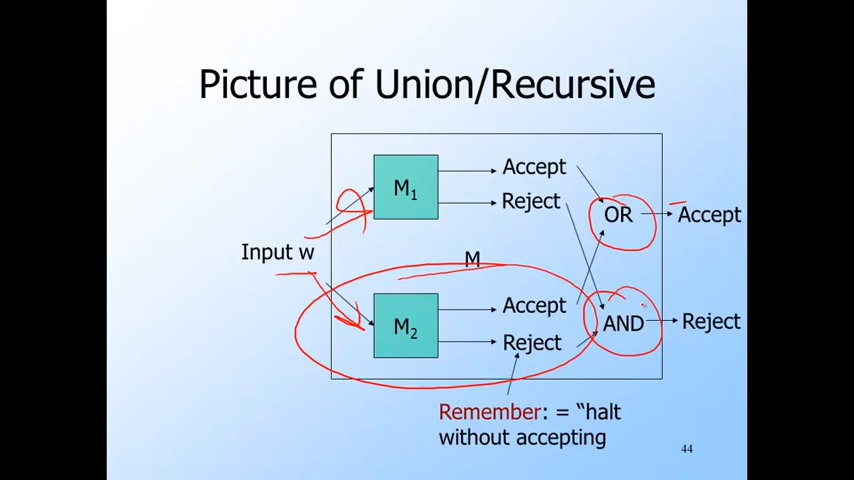 Picture of Union/Recursive
M1
Accept
Reject
OR
Accept
Input w
M
M2
Accept
Reject
AND
Reject
Remember: = “halt
without accepting
44